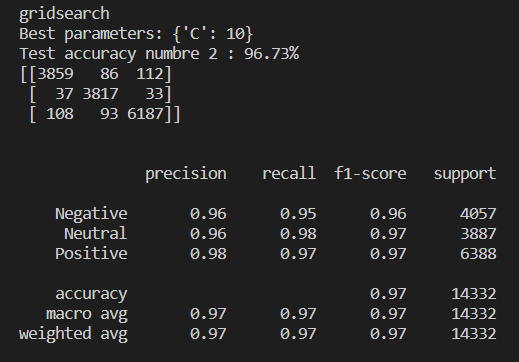 gridsearch
Best parameters: {'C': 10}
Test accuracy numbre 2 : 96.73%
[[3859   86  112]
 [  37 3817   33]
 [ 108   93 6187]]
precision    recall  f1-score   support
Negative       0.96      0.95      0.96      4057
Neutral       0.96      0.98      0.97      3887
Positive       0.98      0.97      0.97      6388
accuracy                           0.97     14332
macro avg       0.97      0.97      0.97     14332
weighted avg       0.97      0.97      0.97     14332